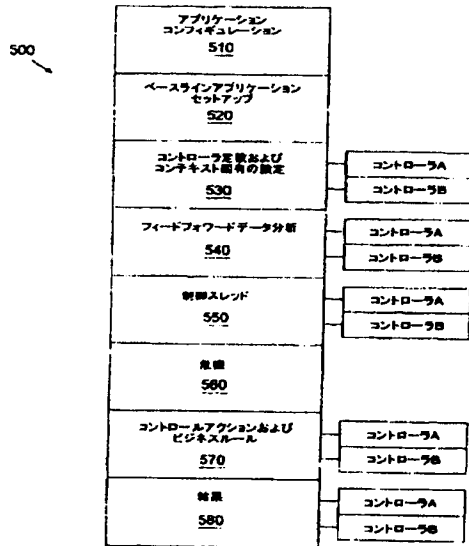 500
アプリケーション
コンフィギュレーション
510
ベースラインアプリケーション
セットアップ
520
コントローラ定数および
コンテキスト固有の設定
530
コントローラA
コントローラB
フィードフォワードデータ分析
540
コントローラA
コントローラB
制御スレッド
550
コントローラA
コントローラB
560
コントロールアクションおよび
ビジネスルール
570
コントローラA
コントローラB
結果
580
コントローラA
コントローラB